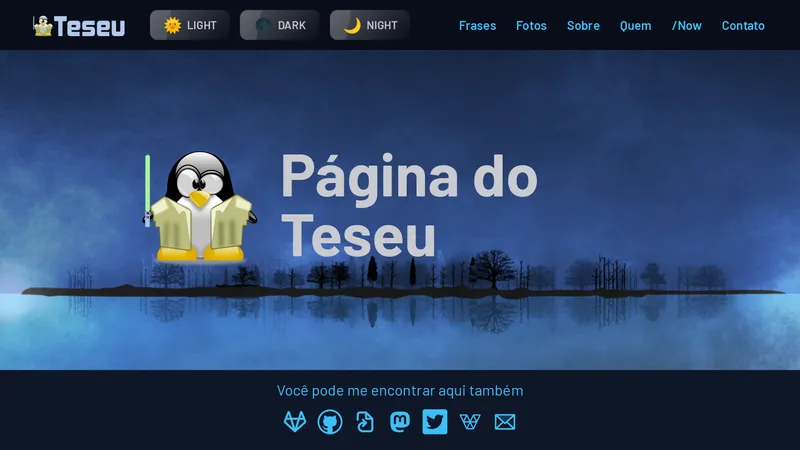 Teseu
LIGHT
DARK
NIGHT
Frases
Fotos
Sobre
Quem
/Now
Contato
Página do
Teseu
Você pode me encontrar aqui também